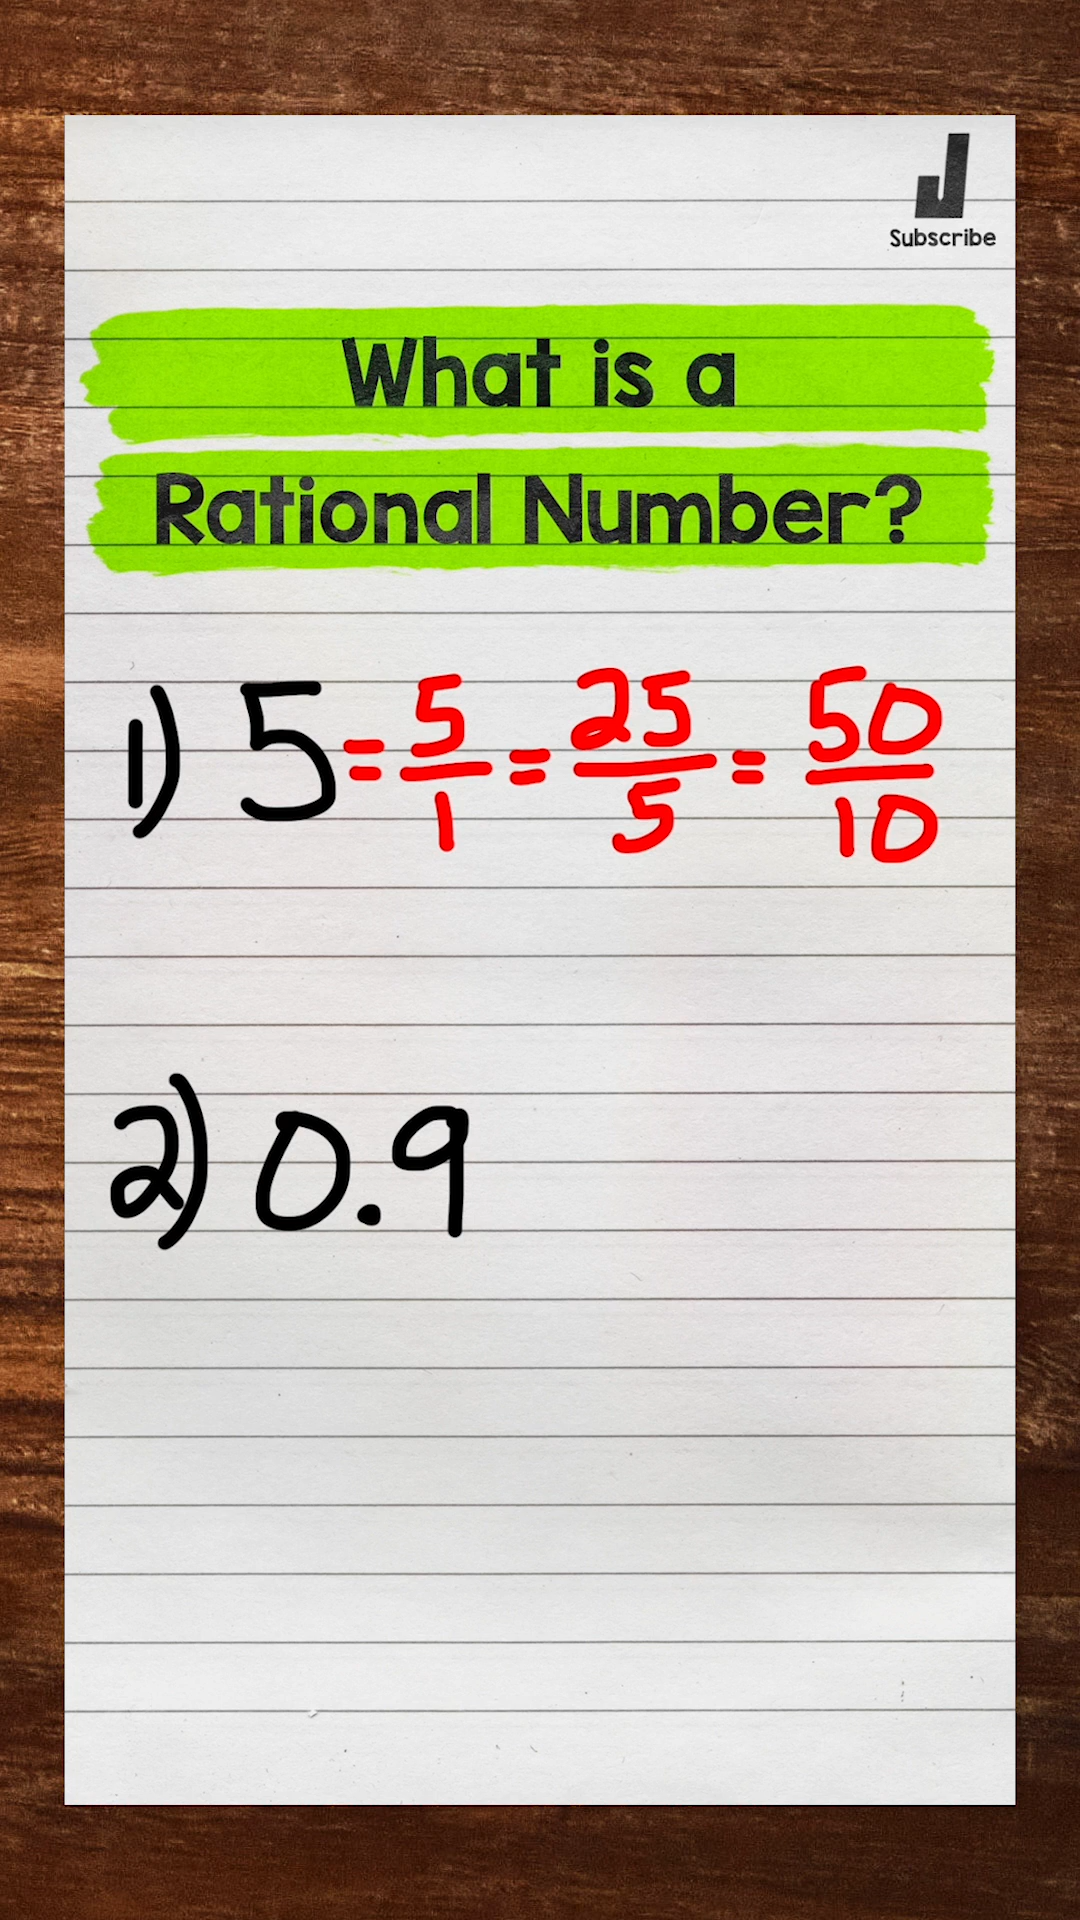 J
Subscribe
What is a
Rational Number?
1) 5 = 5/1 = 25/5 = 50/10
2) 0.9